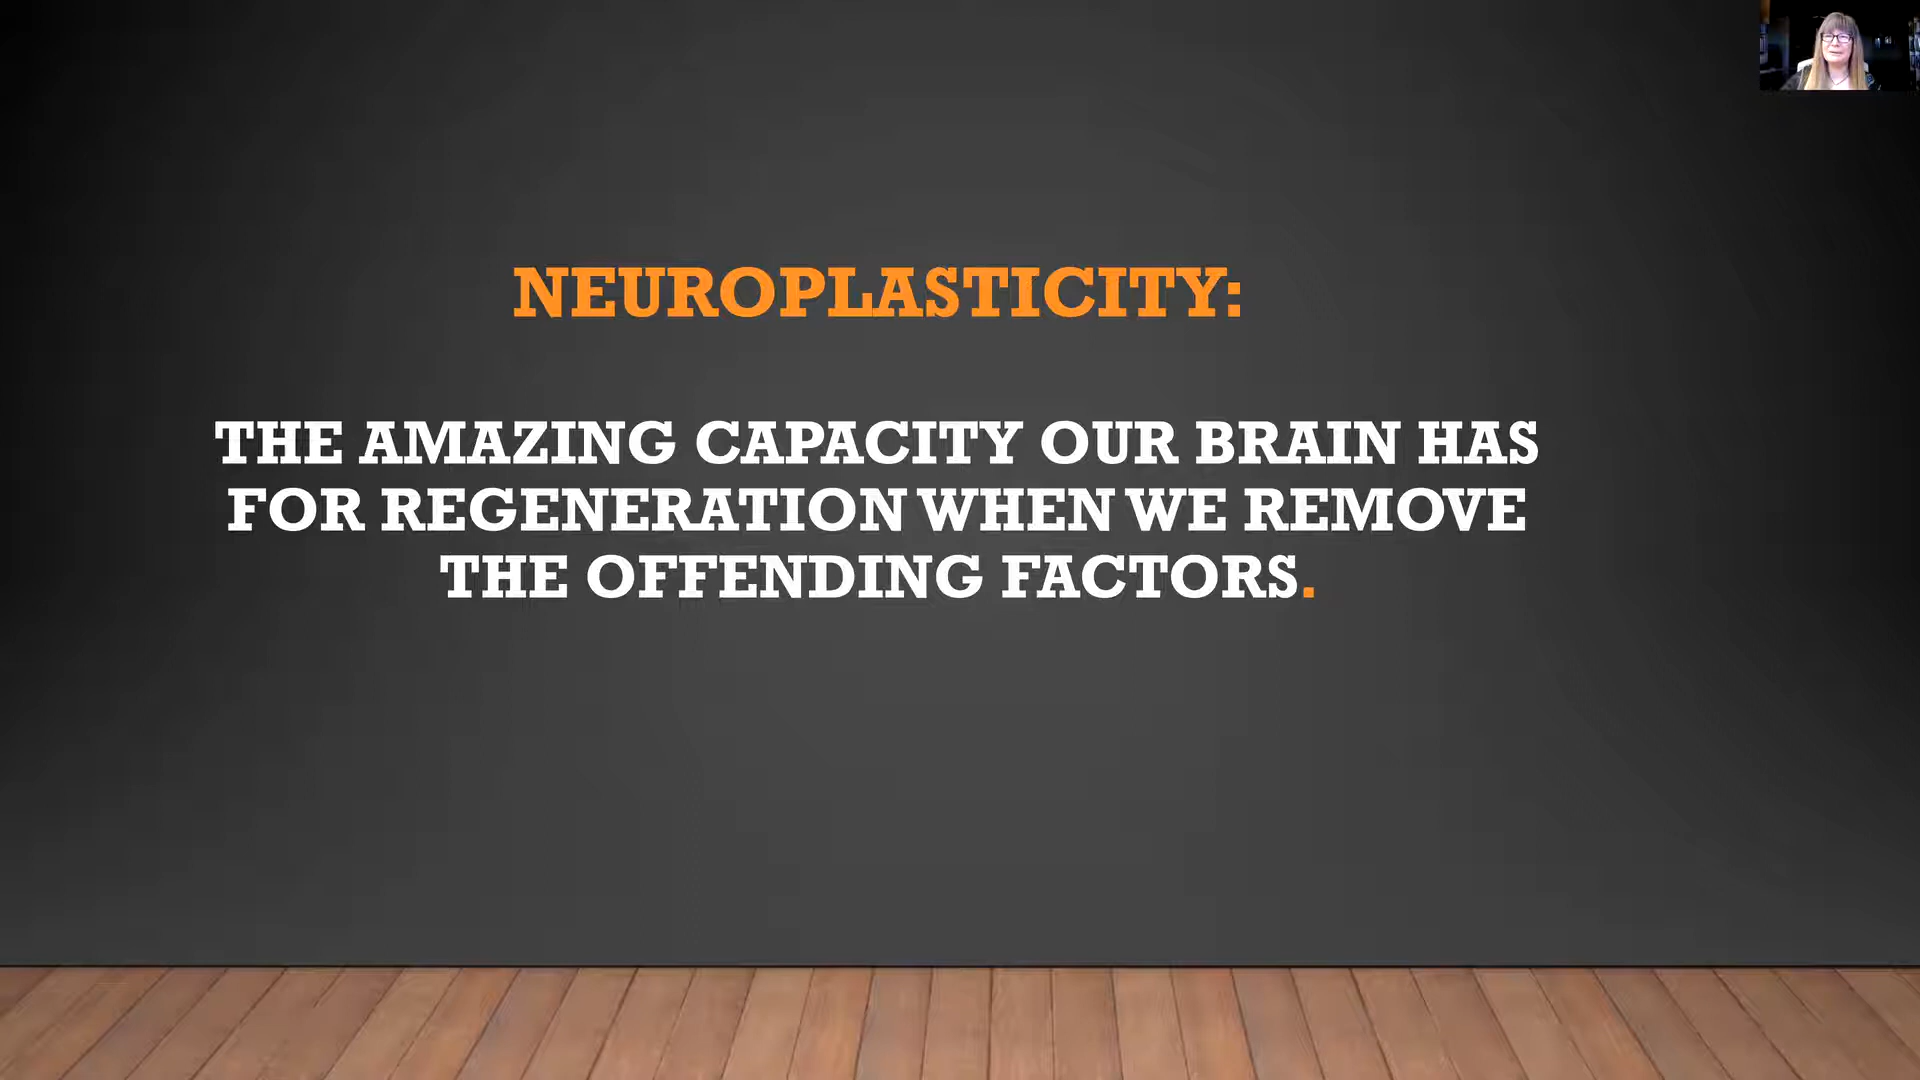 NEUROPLASTICITY:
THE AMAZING CAPACITY OUR BRAIN HAS
FOR REGENERATION WHEN WE REMOVE
THE OFFENDING FACTORS.